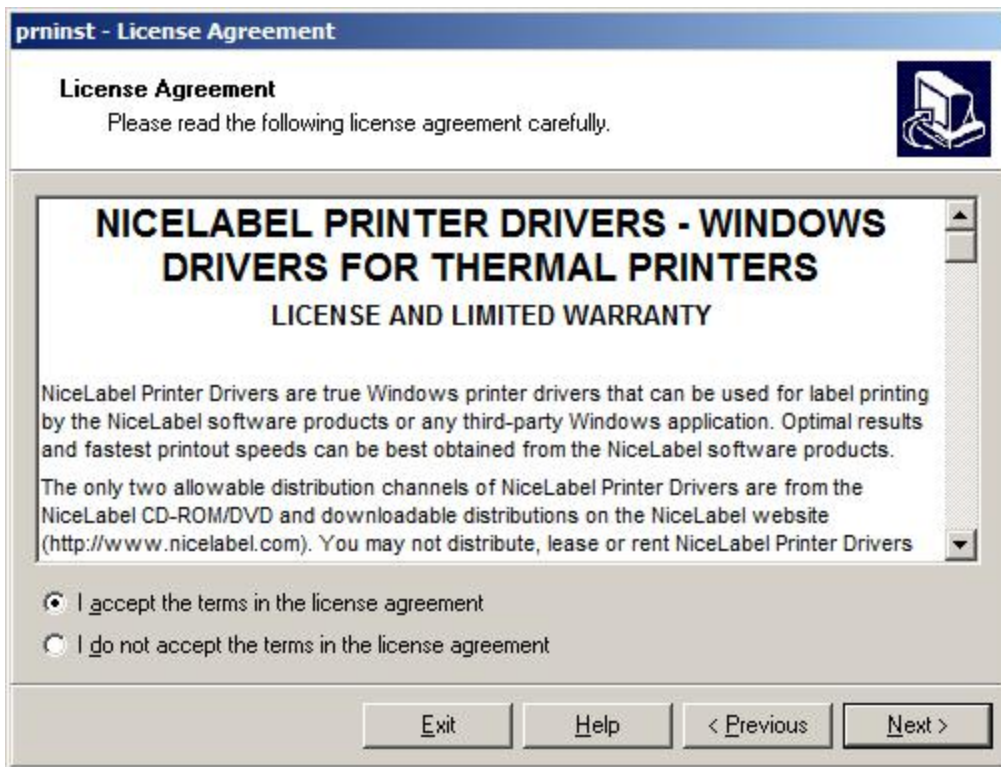 prninst - License Agreement
License Agreement
Please read the following license agreement carefully.
NICELABEL PRINTER DRIVERS - WINDOWS
DRIVERS FOR THERMAL PRINTERS
LICENSE AND LIMITED WARRANTY
NiceLabel Printer Drivers are true Windows printer drivers that can be used for label printing
by the NiceLabel software products or any third-party Windows application. Optimal results
and fastest printout speeds can be best obtained from the NiceLabel software products.
The only two allowable distribution channels of NiceLabel Printer Drivers are from the
NiceLabel CD-ROM/DVD and downloadable distributions on the NiceLabel website
(http://www.nicelabel.com). You may not distribute, lease or rent NiceLabel Printer Drivers
I accept the terms in the license agreement
I do not accept the terms in the license agreement
Exit Help < Previous Next >